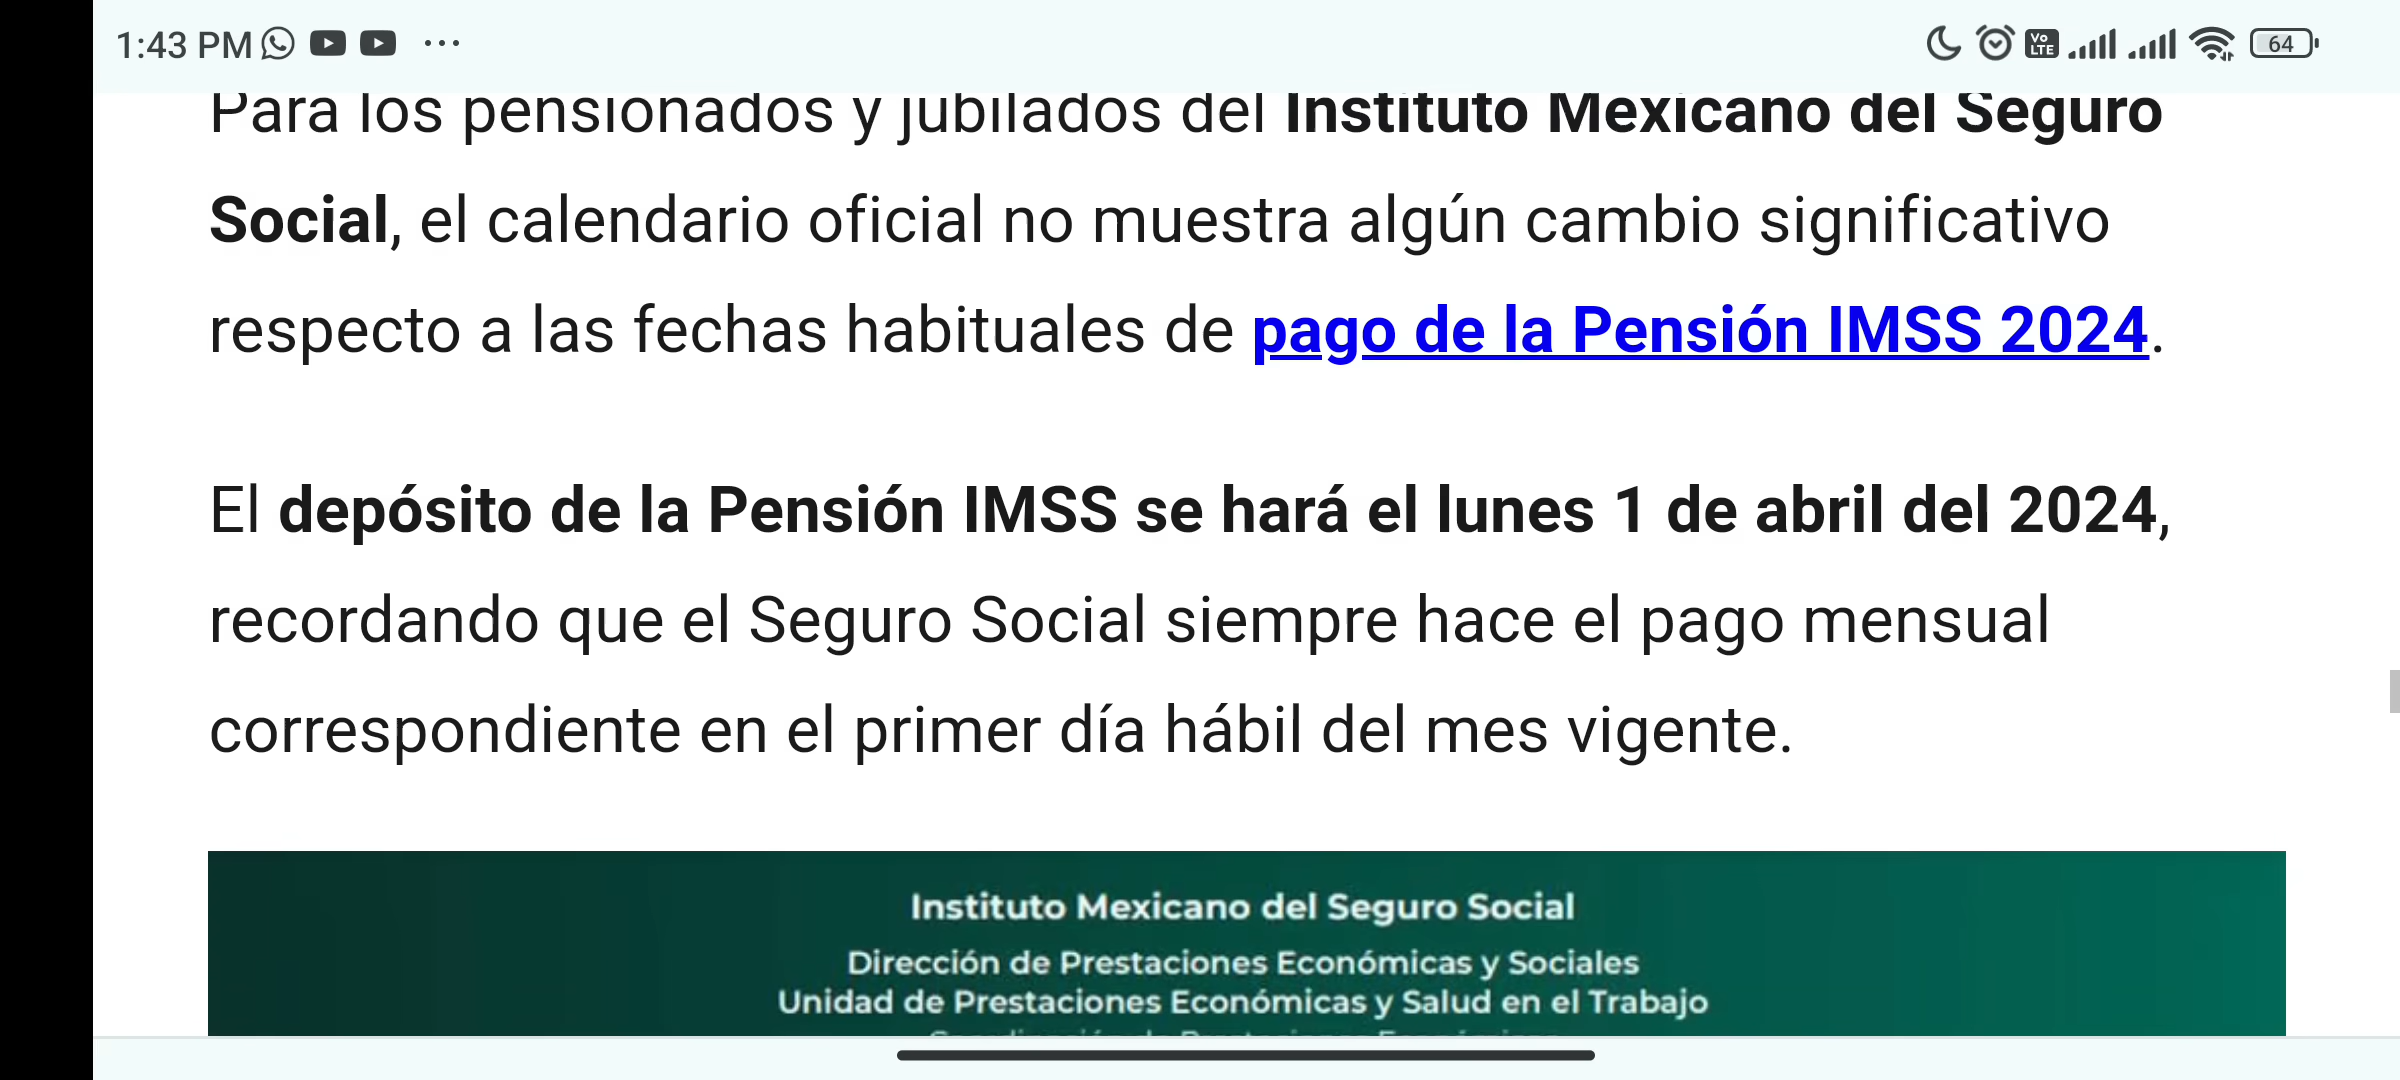 1:43 PM
Vo LTE
64
Para los pensionados y jubilados del Instituto Mexicano del Seguro
Social, el calendario oficial no muestra algún cambio significativo
respecto a las fechas habituales de pago de la Pensión IMSS 2024.
El depósito de la Pensión IMSS se hará el lunes 1 de abril del 2024,
recordando que el Seguro Social siempre hace el pago mensual
correspondiente en el primer día hábil del mes vigente.
Instituto Mexicano del Seguro Social
Dirección de Prestaciones Económicas y Sociales
Unidad de Prestaciones Económicas y Salud en el Trabajo